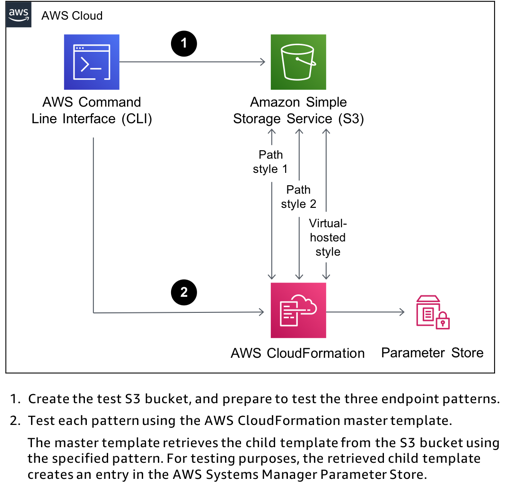 aws
AWS Cloud
1
AWS Command
Line Interface (CLI)
Amazon Simple
Storage Service (S3)
Path
style 1
Path
style 2
Virtual-
hosted
style
2
AWS CloudFormation
Parameter Store
1. Create the test S3 bucket, and prepare to test the three endpoint patterns.
2. Test each pattern using the AWS CloudFormation master template.
The master template retrieves the child template from the S3 bucket using
the specified pattern. For testing purposes, the retrieved child template
creates an entry in the AWS Systems Manager Parameter Store.